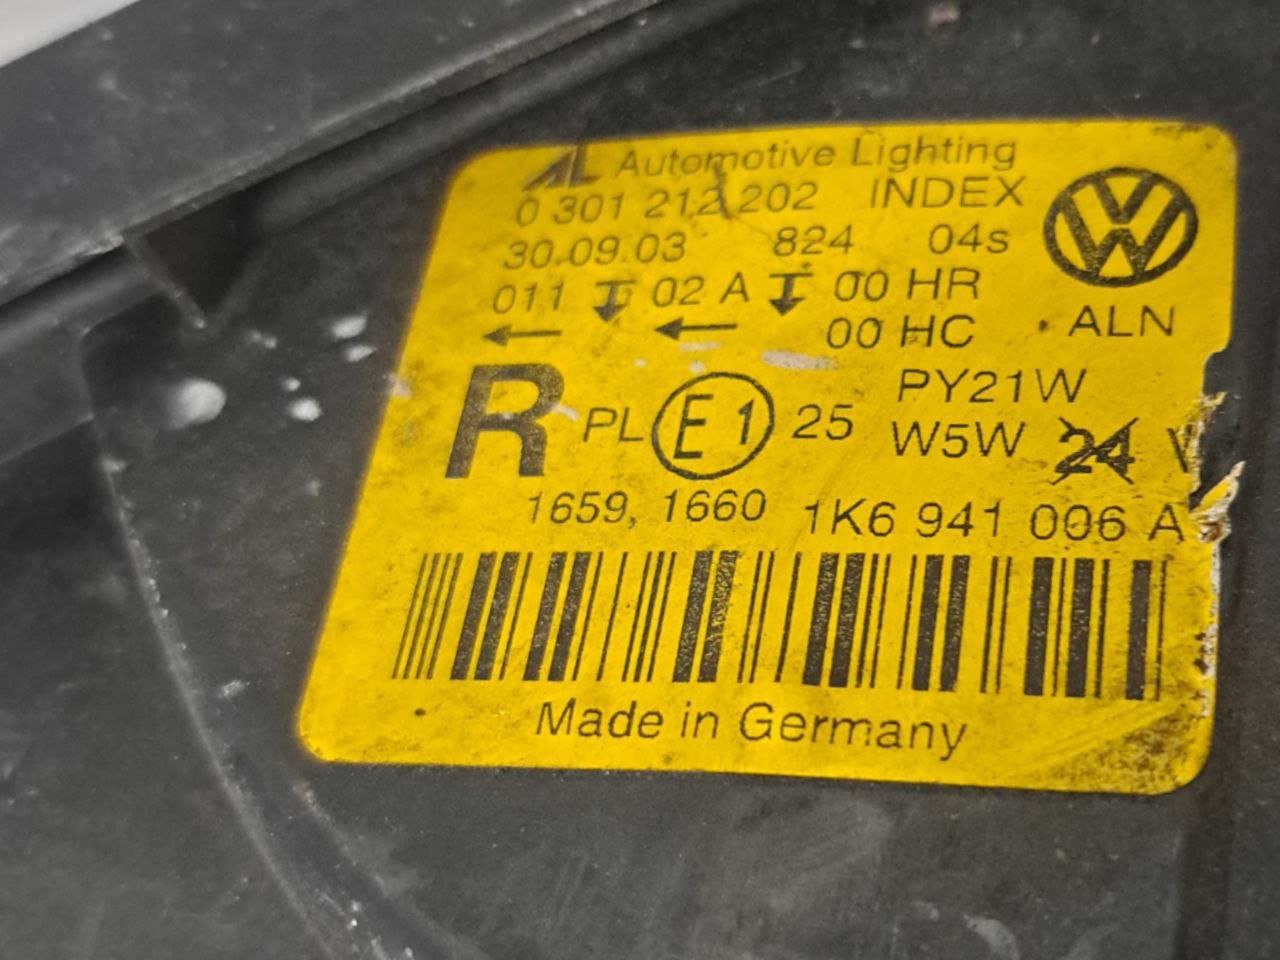 AL Automotive Lighting
0 301 212 202 INDEX
30.09.03 824 04s
011 02 A 00 HR
00 HC ALN
R PL E1 25 PY21W
W5W 24 V
1659, 1660 1K6 941 006 A
Made in Germany